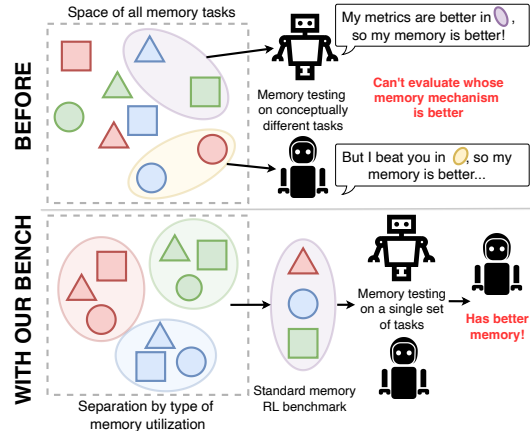 Space of all memory tasks
BEFORE
My metrics are better in , so my memory is better!
Memory testing
on conceptually
different tasks
Can't evaluate whose
memory mechanism
is better
But I beat you in , so my
memory is better...
WITH OUR BENCH
Separation by type of
memory utilization
Standard memory
RL benchmark
Memory testing
on a single set
of tasks
Has better
memory!